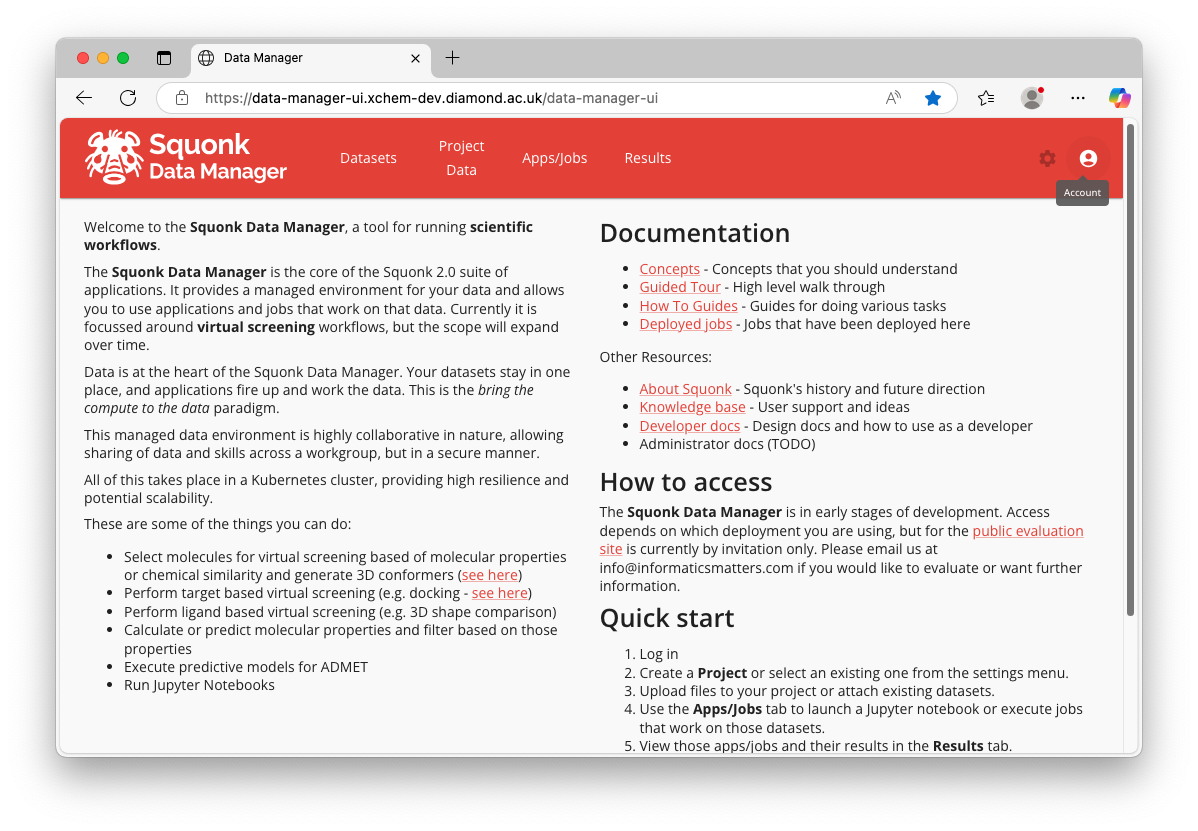 Data Manager
https://data-manager-ui.xchem-dev.diamond.ac.uk/data-manager-ui
Squonk
Data Manager
Datasets
Project
Data
Apps/Jobs
Results
Account
Welcome to the Squonk Data Manager, a tool for running scientific
workflows.
The Squonk Data Manager is the core of the Squonk 2.0 suite of
applications. It provides a managed environment for your data and allows
you to use applications and jobs that work on that data. Currently it is
focussed around virtual screening workflows, but the scope will expand
over time.
Data is at the heart of the Squonk Data Manager. Your datasets stay in one
place, and applications fire up and work the data. This is the bring the
compute to the data paradigm.
This managed data environment is highly collaborative in nature, allowing
sharing of data and skills across a workgroup, but in a secure manner.
All of this takes place in a Kubernetes cluster, providing high resilience and
potential scalability.
These are some of the things you can do:
• Select molecules for virtual screening based of molecular properties
or chemical similarity and generate 3D conformers (see here)
• Perform target based virtual screening (e.g. docking - see here)
• Perform ligand based virtual screening (e.g. 3D shape comparison)
• Calculate or predict molecular properties and filter based on those
properties
• Execute predictive models for ADMET
• Run Jupyter Notebooks
Documentation
• Concepts - Concepts that you should understand
• Guided Tour - High level walk through
• How To Guides - Guides for doing various tasks
• Deployed jobs - Jobs that have been deployed here
Other Resources:
• About Squonk - Squonk's history and future direction
• Knowledge base - User support and ideas
• Developer docs - Design docs and how to use as a developer
• Administrator docs (TODO)
How to access
The Squonk Data Manager is in early stages of development. Access
depends on which deployment you are using, but for the public evaluation
site is currently by invitation only. Please email us at
info@informaticsmatters.com if you would like to evaluate or want further
information.
Quick start
1. Log in
2. Create a Project or select an existing one from the settings menu.
3. Upload files to your project or attach existing datasets.
4. Use the Apps/Jobs tab to launch a Jupyter notebook or execute jobs
that work on those datasets.
5. View those apps/jobs and their results in the Results tab.